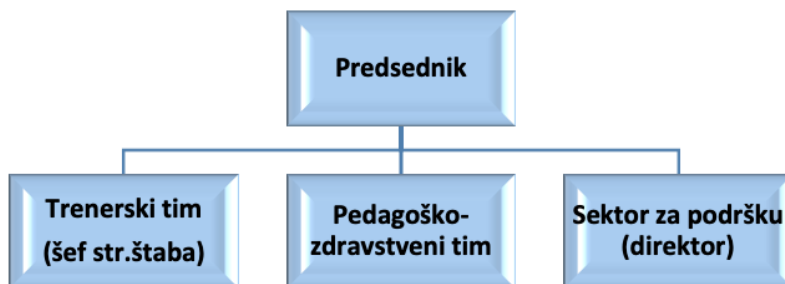 Predsednik
Trenerski tim
(šef str.štaba)
Pedagoško-
zdravstveni tim
Sektor za podršku
(direktor)